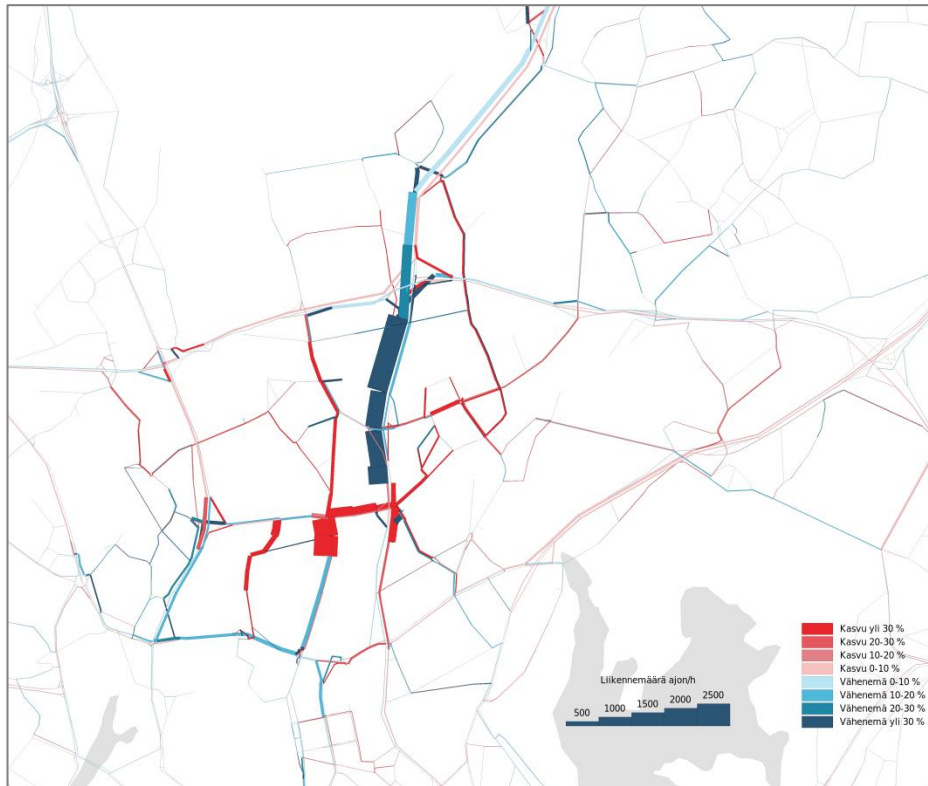 Liikennemäärä ajon/h
500 1000 1500 2000 2500
Kasvu yli 30 %
Kasvu 20-30 %
Kasvu 10-20 %
Kasvu 0-10 %
Vähenemä 0-10 %
Vähenemä 10-20 %
Vähenemä 20-30 %
Vähenemä yli 30 %